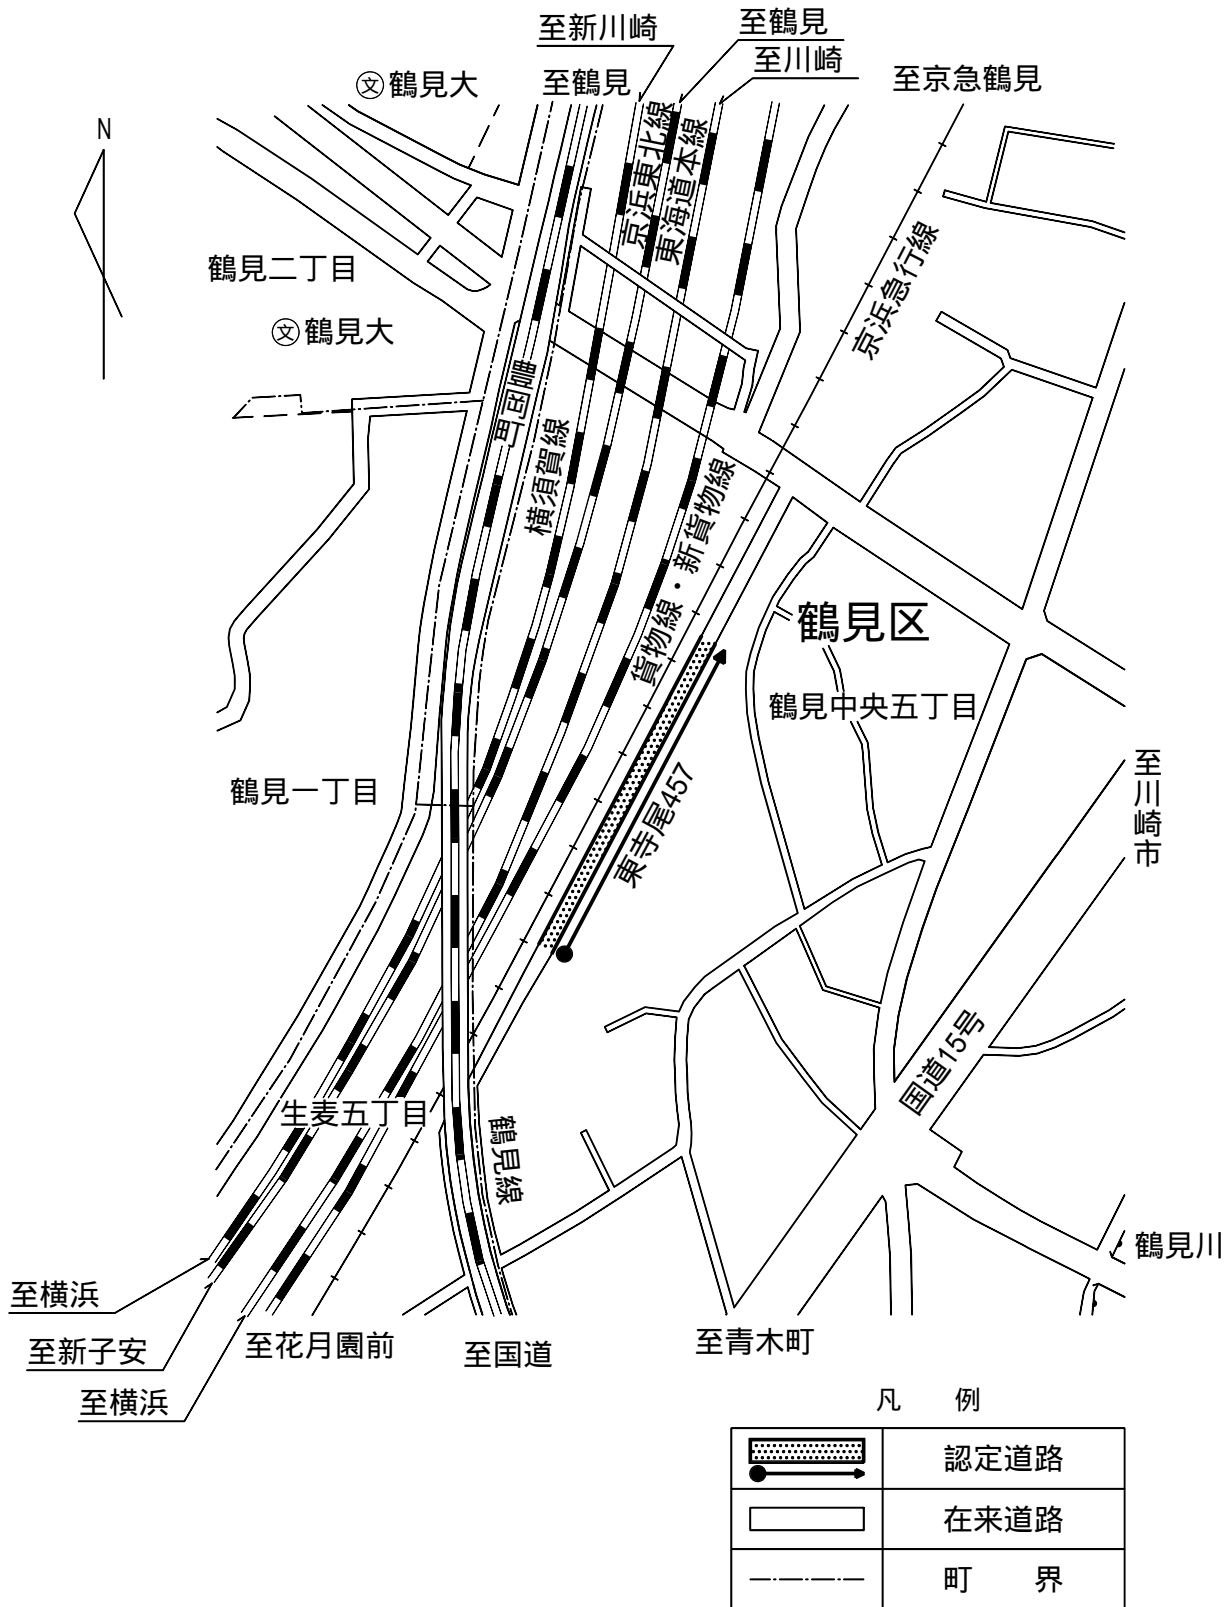 至新川崎
至鶴見
文鶴見大
至鶴見
至川崎
至京急鶴見
N
京浜東北線
東海道本線
京浜急行線
鶴見二丁目
文鶴見大
横須賀線
貨物線・新貨物線
鶴見区
鶴見中央五丁目
鶴見一丁目
東寺尾457
至川崎市
国道15号
生麦五丁目
鶴見線
鶴見川
至横浜
至新子安
至横浜
至花月園前
至国道
至青木町
凡 例
認定道路
在来道路
町 界